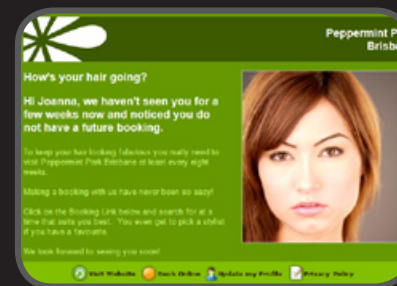 Peppermint P
Brisba
How's your hair going?
Hi Joanna, we haven't seen you for a
few weeks now and noticed you do
not have a future booking.
To keep your hair looking fabulous you really need to
visit Peppermint Park Brisbane at least every eight
weeks.
Making a booking with us have never been so eazy!
Click on the Booking Link below and search for at a
time that suits you best. You even get to pick a stylist
if you have a favourite.
We look forward to seeing you soon!
Visit Website Book Online Update my Profile Privacy Policy